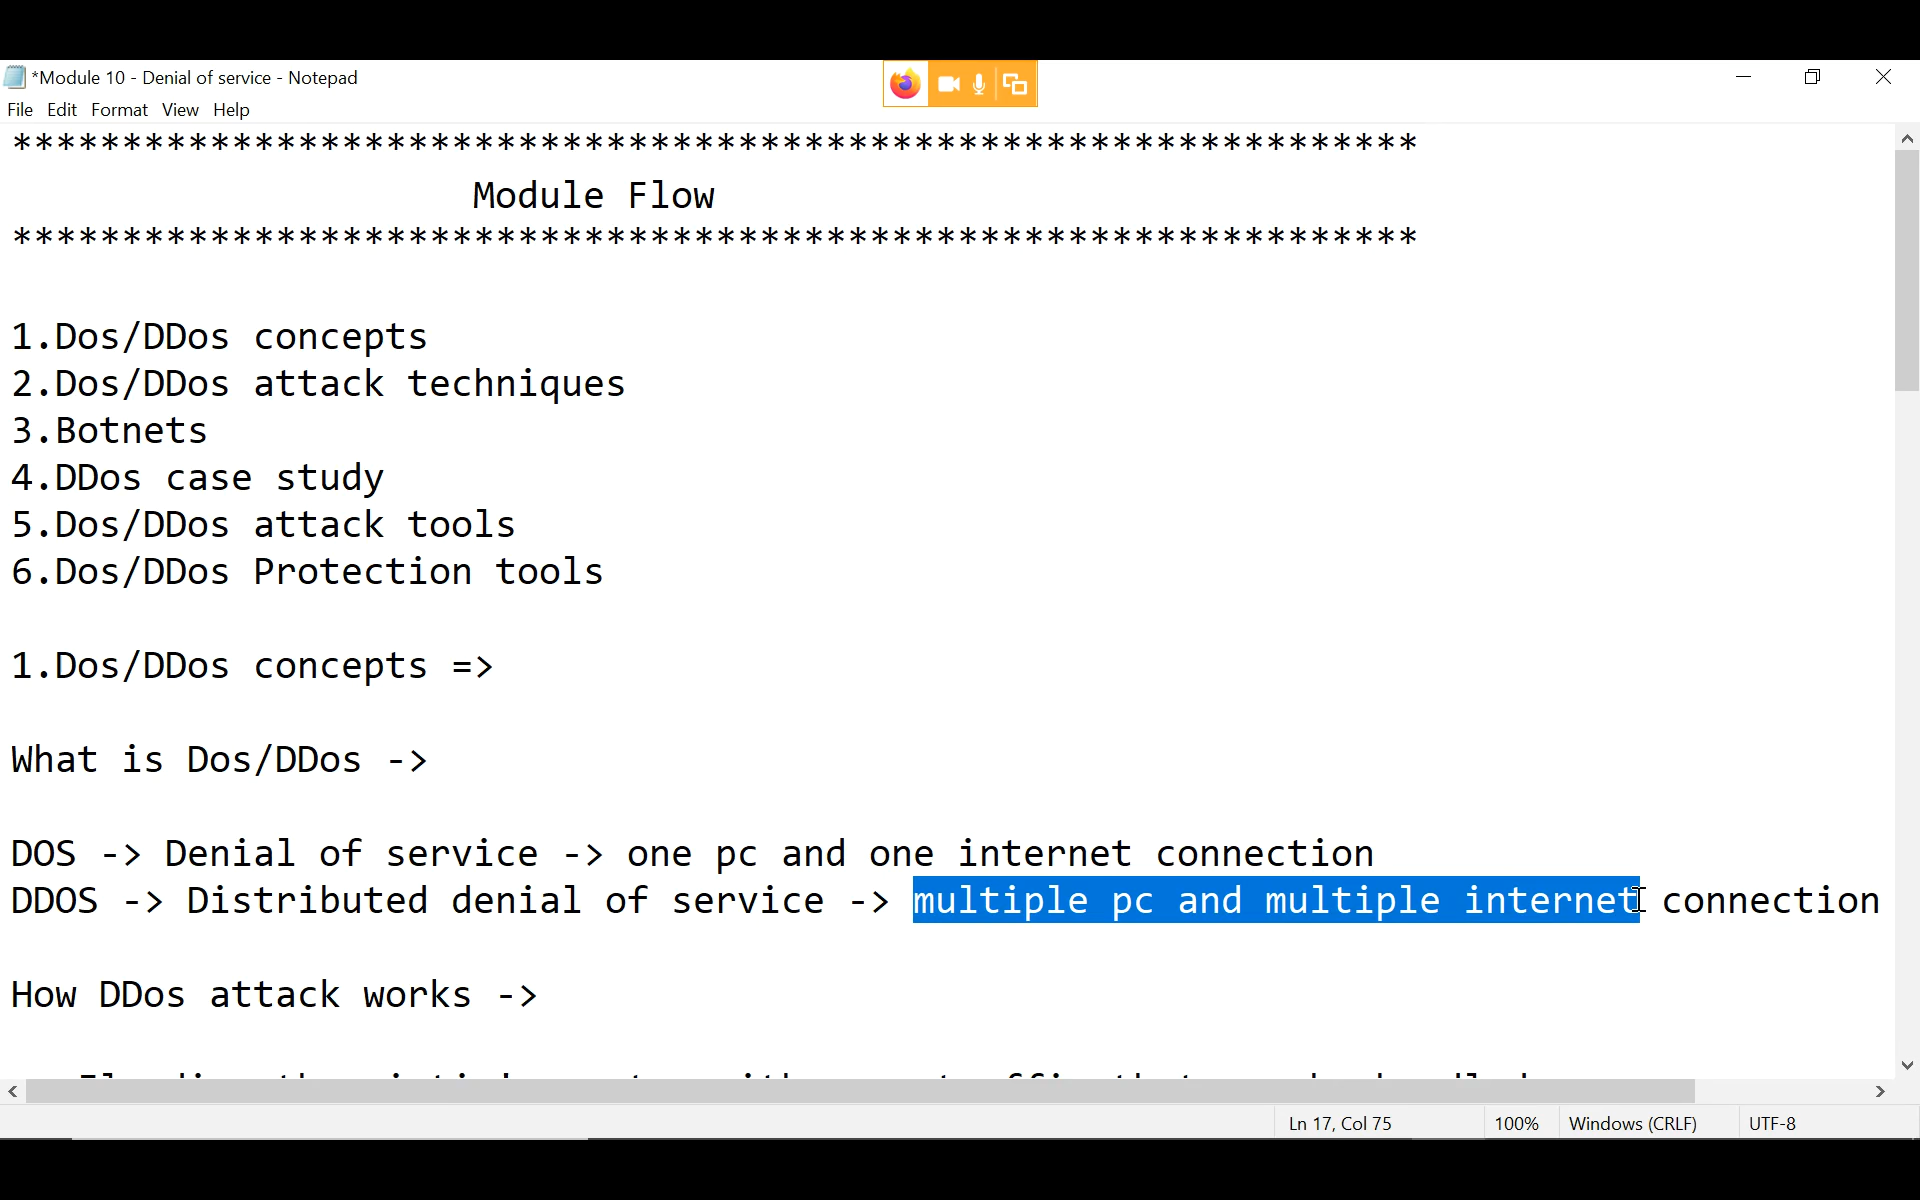 *Module 10 - Denial of service - Notepad
File Edit Format View Help
****************************************************************
Module Flow
****************************************************************
1.Dos/DDos concepts
2.Dos/DDos attack techniques
3.Botnets
4.DDos case study
5.Dos/DDos attack tools
6.Dos/DDos Protection tools
1.Dos/DDos concepts =>
What is Dos/DDos ->
DOS -> Denial of service -> one pc and one internet connection
DDOS -> Distributed denial of service -> multiple pc and multiple internet connection
How DDos attack works ->
Ln 17, Col 75 100% Windows (CRLF) UTF-8